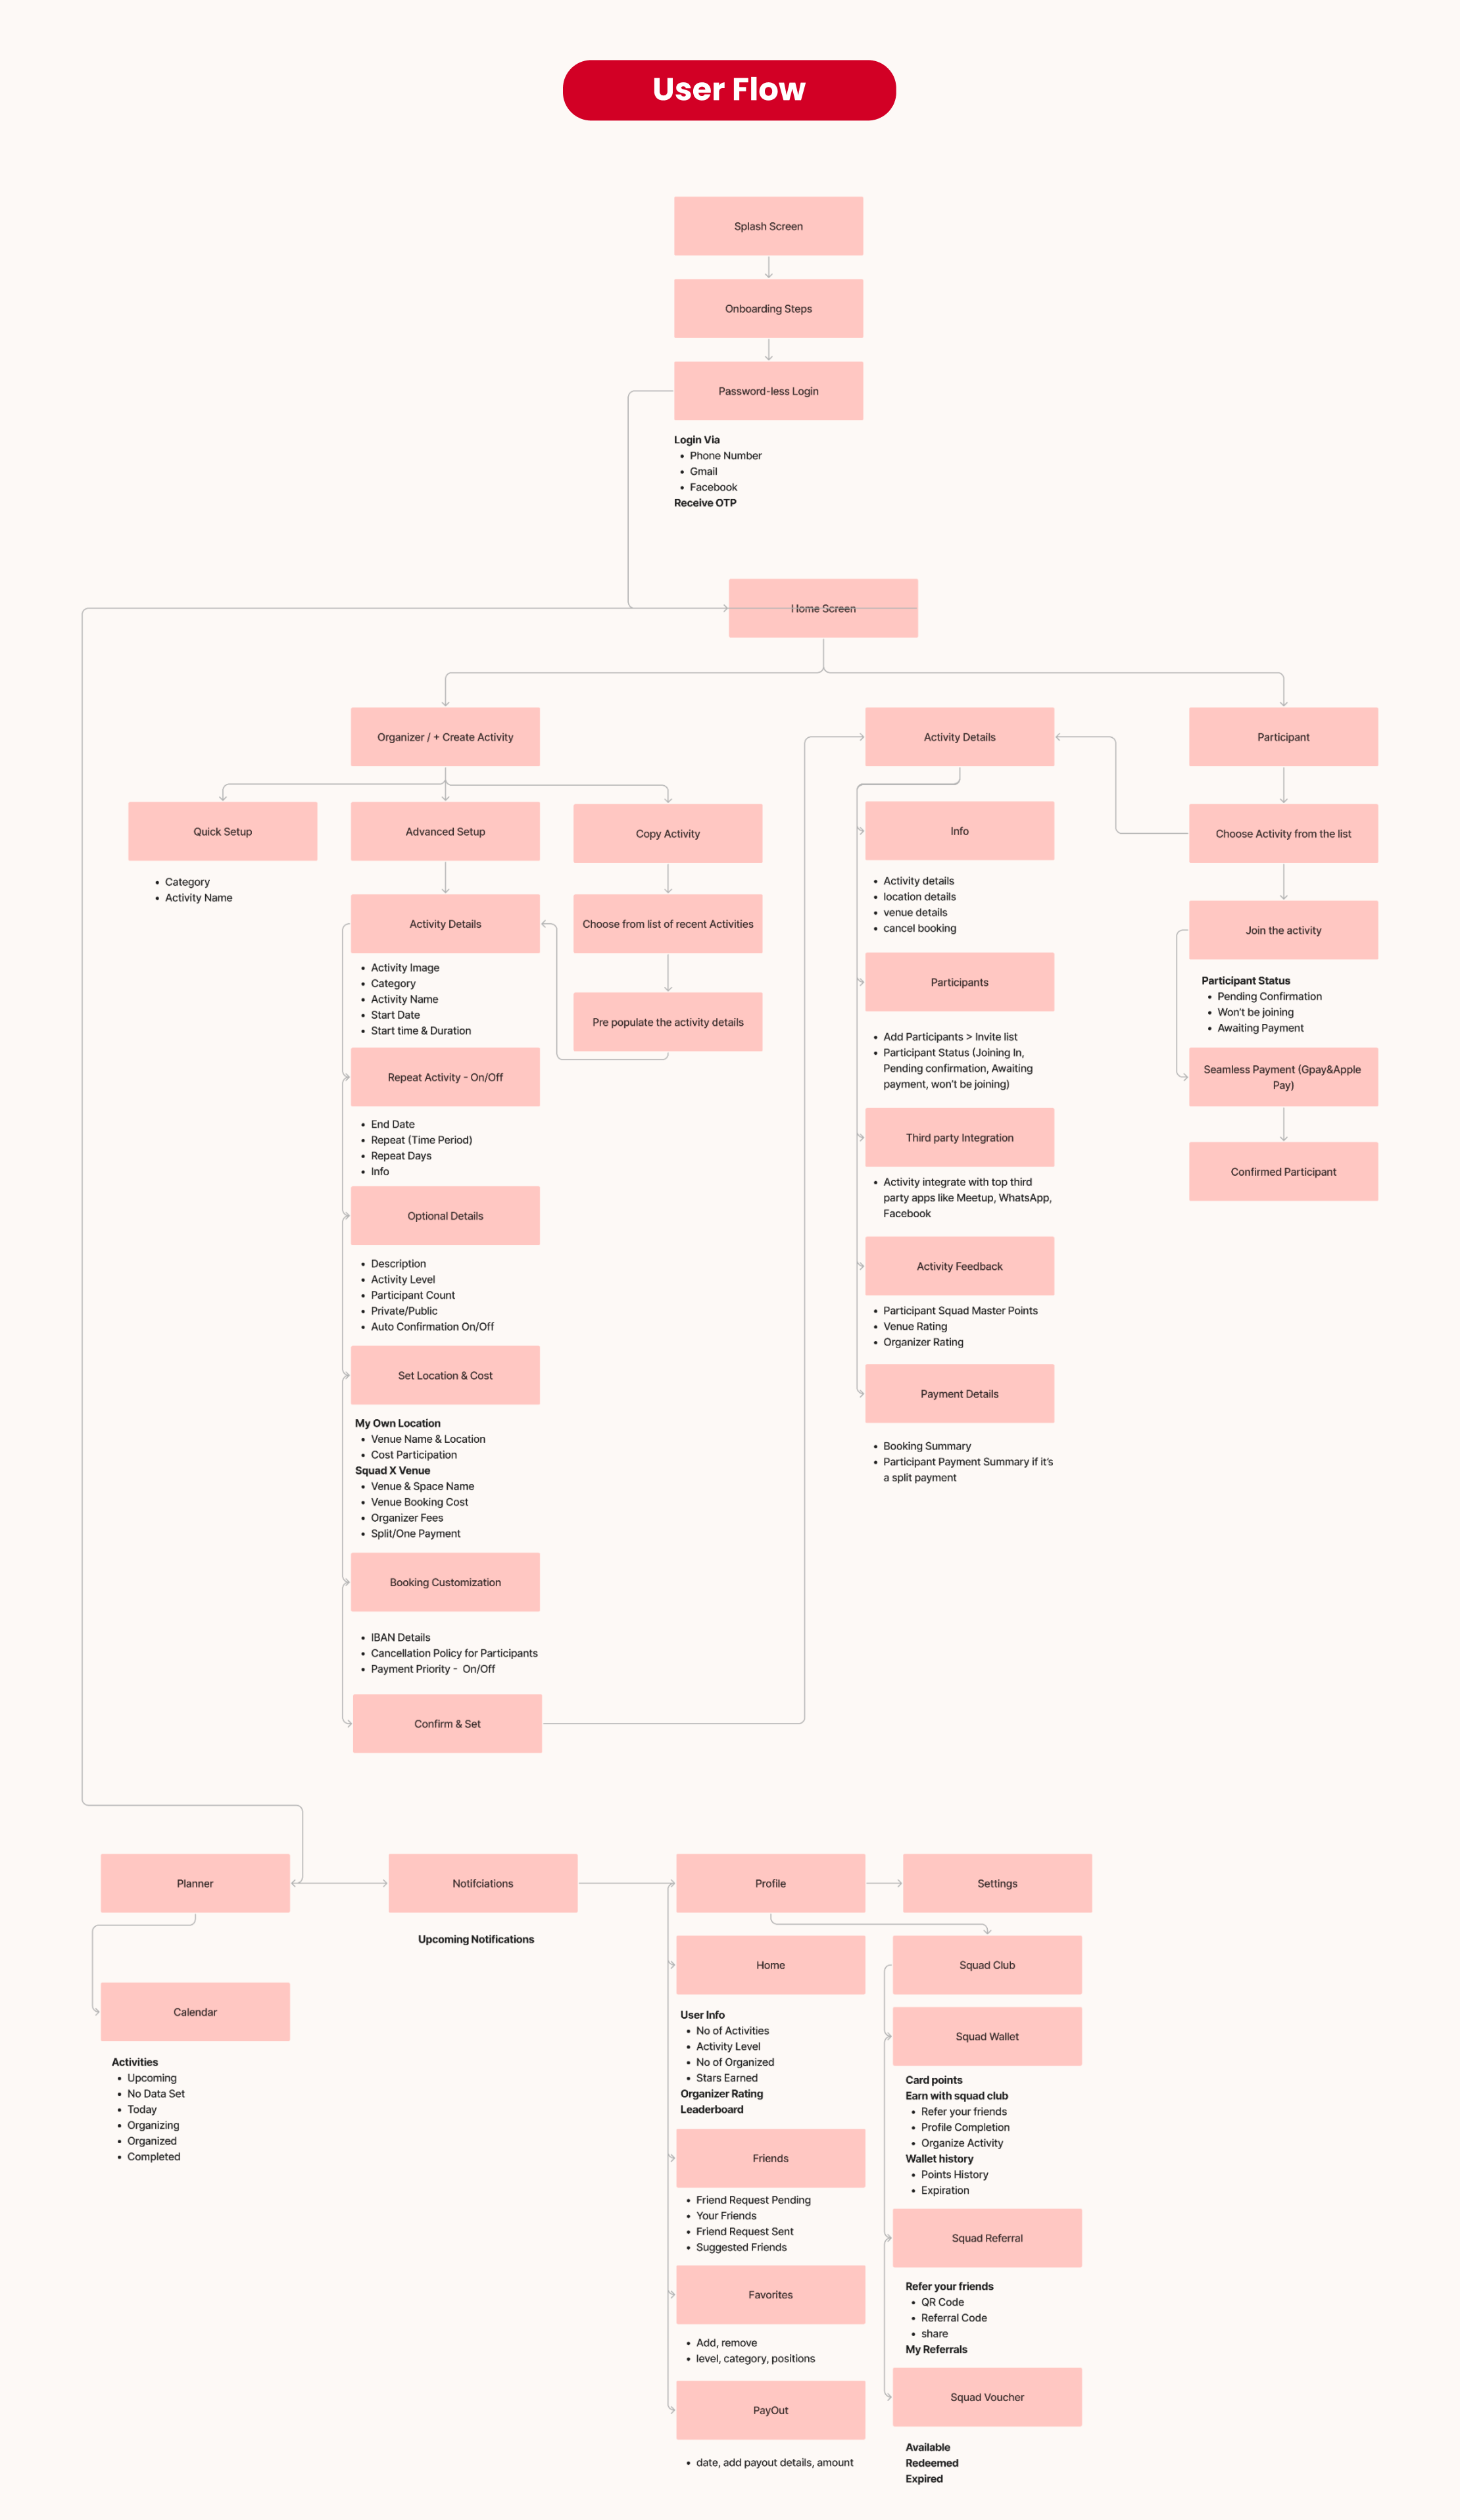 User Flow
Splash Screen
Onboarding Steps
Password-less Login
Login Via
• Phone Number
• Gmail
• Facebook
Receive OTP
Home Screen
Organizer / + Create Activity
Quick Setup
• Category
• Activity Name
Advanced Setup
Activity Details
• Activity Image
• Category
• Activity Name
• Start Date
• Start time & Duration
Repeat Activity - On/Off
• End Date
• Repeat (Time Period)
• Repeat Days
• Info
Optional Details
• Description
• Activity Level
• Participant Count
• Private/Public
• Auto Confirmation On/Off
Set Location & Cost
My Own Location
• Venue Name & Location
• Cost Participation
Squad X Venue
• Venue & Space Name
• Venue Booking Cost
• Organizer Fees
• Split/One Payment
Booking Customization
• IBAN Details
• Cancellation Policy for Participants
• Payment Priority - On/Off
Confirm & Set
Copy Activity
Choose from list of recent Activities
Pre populate the activity details
Activity Details
Info
• Activity details
• location details
• venue details
• cancel booking
Participants
• Add Participants > Invite list
• Participant Status (Joining In,
Pending confirmation, Awaiting
payment, won't be joining)
Third party Integration
• Activity integrate with top third
party apps like Meetup, WhatsApp,
Facebook
Activity Feedback
• Participant Squad Master Points
• Venue Rating
• Organizer Rating
Payment Details
• Booking Summary
• Participant Payment Summary if it's
a split payment
Participant
Choose Activity from the list
Join the activity
Participant Status
• Pending Confirmation
• Won't be joining
• Awaiting Payment
Seamless Payment (Gpay&Apple
Pay)
Confirmed Participant
Planner
Calendar
Activities
• Upcoming
• No Data Set
• Today
• Organizing
• Organized
• Completed
Notifciations
Upcoming Notifications
Profile
Home
User Info
• No of Activities
• Activity Level
• No of Organized
• Stars Earned
Organizer Rating
Leaderboard
Friends
• Friend Request Pending
• Your Friends
• Friend Request Sent
• Suggested Friends
Favorites
• Add, remove
• level, category, positions
PayOut
• date, add payout details, amount
Settings
Squad Club
Squad Wallet
Card points
Earn with squad club
• Refer your friends
• Profile Completion
• Organize Activity
Wallet history
• Points History
• Expiration
Squad Referral
Refer your friends
• QR Code
• Referral Code
• share
My Referrals
Squad Voucher
Available
Redeemed
Expired